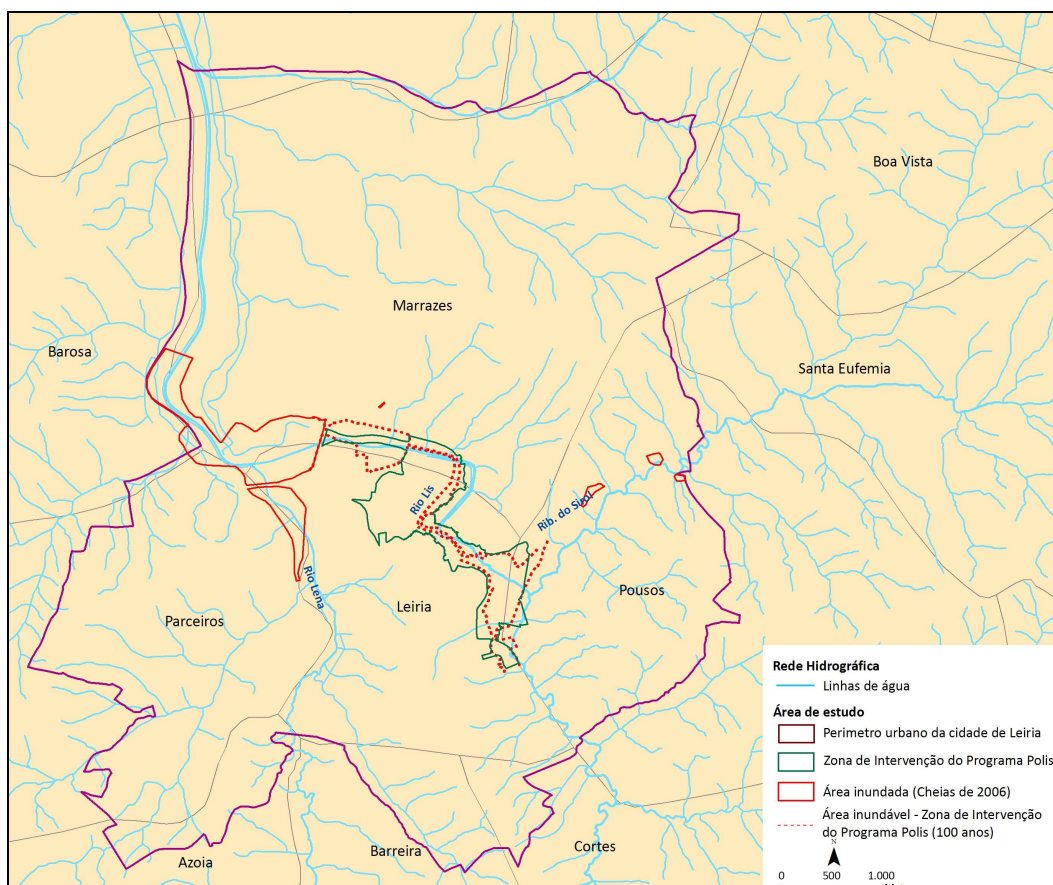 Boa Vista
Marrazes
Barosa
Santa Eufemia
Rio Lis
Rib. do Sirol
Rio Lena
Leiria
Pousos
Parceiros
Azoia
Barreira
Cortes
Rede Hidrográfica
Linhas de água
Área de estudo
Perimetro urbano da cidade de Leiria
Zona de Intervenção do Programa Polis
Área inundada (Cheias de 2006)
Área inundável - Zona de Intervenção
do Programa Polis (100 anos)
N
0 500 1.000